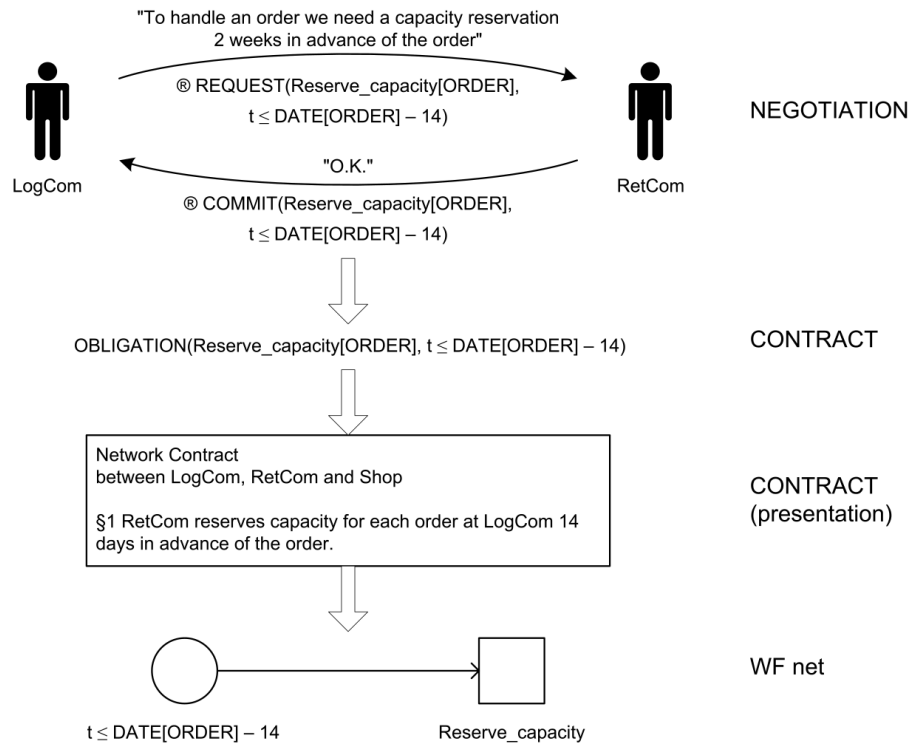 "To handle an order we need a capacity reservation
2 weeks in advance of the order"
® REQUEST(Reserve_capacity[ORDER],
t ≤ DATE[ORDER] – 14)
NEGOTIATION
"O.K."
LogCom
RetCom
® COMMIT(Reserve_capacity[ORDER],
t ≤ DATE[ORDER] – 14)
OBLIGATION(Reserve_capacity[ORDER], t ≤ DATE[ORDER] – 14)
CONTRACT
Network Contract
between LogCom, RetCom and Shop
§1 RetCom reserves capacity for each order at LogCom 14
days in advance of the order.
CONTRACT
(presentation)
WF net
t ≤ DATE[ORDER] – 14
Reserve_capacity